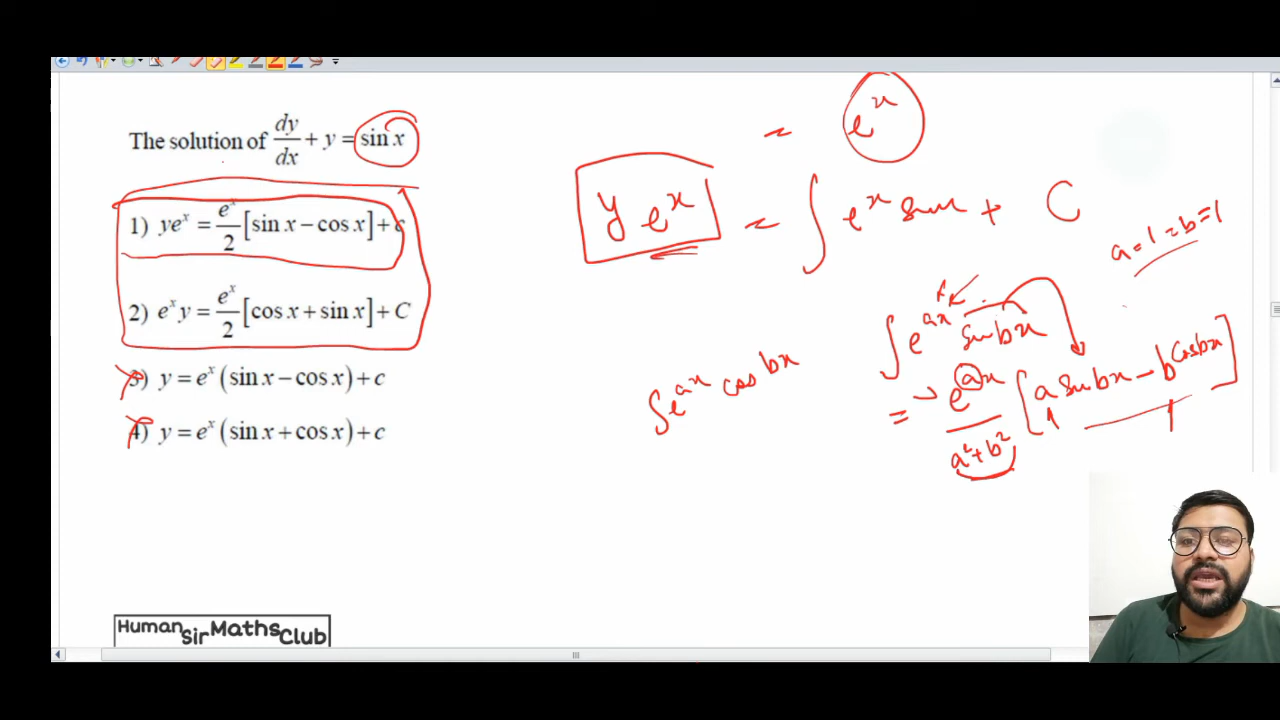 The solution of dy/dx + y = sin x
1) ye^x = e^x/2 [sin x − cos x] + c
2) e^x y = e^x/2 [cos x + sin x] + C
3) y = e^x (sin x − cos x) + c
4) y = e^x (sin x + cos x) + c
= e^x
y e^x = ∫ e^x sin x + C
a = 1 = b = 1
∫ e^ax sin bx
= e^ax / a² + b² [a sin bx − b cos bx]
∫ e^ax cos bx
Human Sir Maths Club